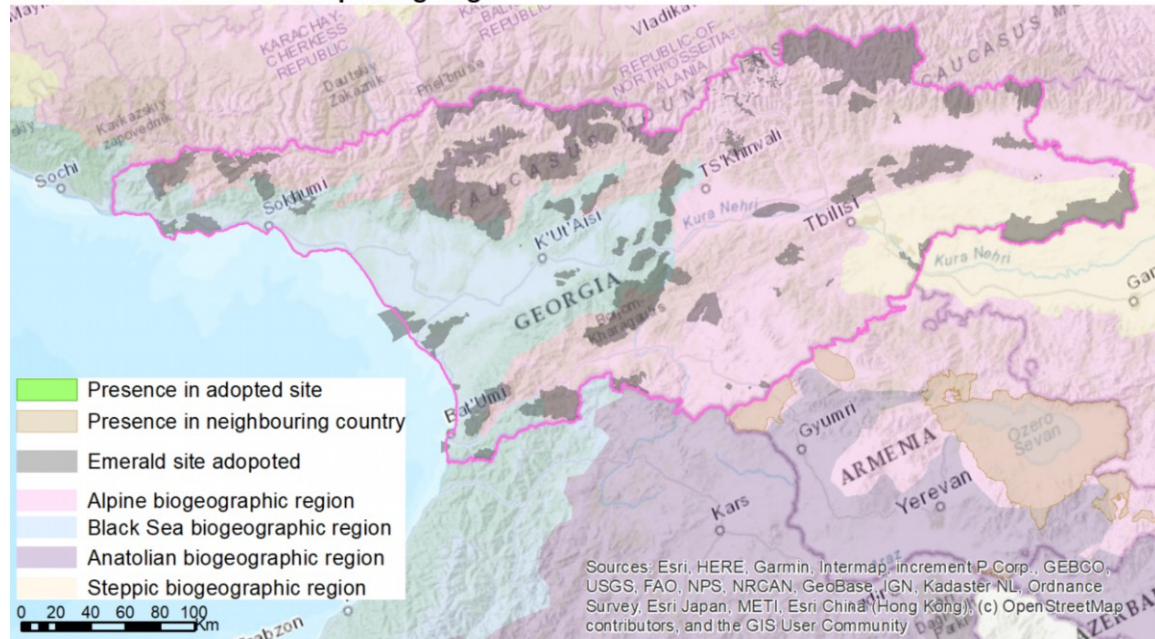 KARACHAY-
CHERKESS
REPUBLIC
Vladika
REPUBLIC OF
NORTH OSSETIA-
ALANIA
CAUCASUS M
Dautskiy
Zakaznik
Priel'brus'e
Kavkazskiy
zapovednik
CAUCASUS
Sochi
Sokhumi
TS'Khinvali
K'Ut'Aisi
Kura Nehri
Tbilisi
Kura Nehri
GEORGIA
Borjom-
Kharagauli
Bat'Umi
Gyumri
ARMENIA
Ozero
Sevan
Yerevan
Kars
Presence in adopted site
Presence in neighbouring country
Emerald site adopoted
Alpine biogeographic region
Black Sea biogeographic region
Anatolian biogeographic region
Steppic biogeographic region
0 20 40 60 80 100
Km
Sources: Esri, HERE, Garmin, Intermap, increment P Corp., GEBCO,
USGS, FAO, NPS, NRCAN, GeoBase, IGN, Kadaster NL, Ordnance
Survey, Esri Japan, METI, Esri China (Hong Kong), (c) OpenStreetMap
contributors, and the GIS User Community